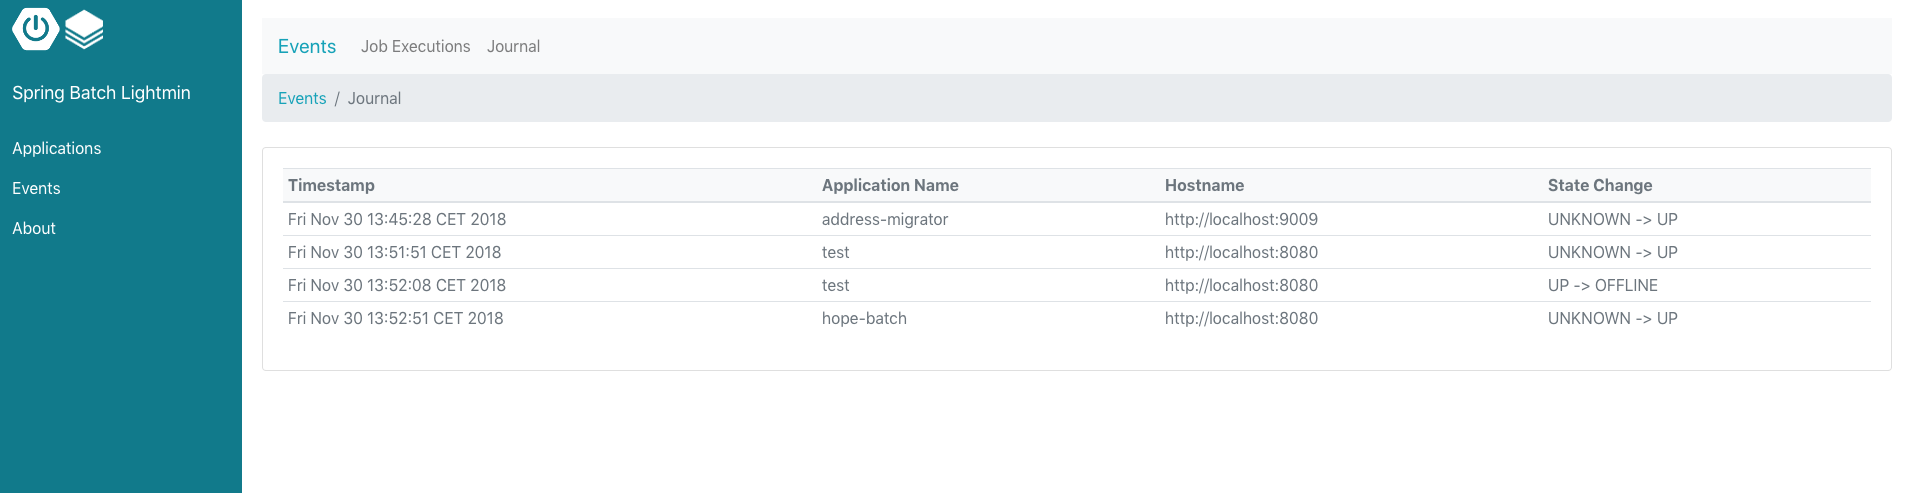 Spring Batch Lightmin
Applications
Events
About
Events Job Executions Journal
Events / Journal
Timestamp Application Name Hostname State Change
Fri Nov 30 13:45:28 CET 2018 address-migrator http://localhost:9009 UNKNOWN -> UP
Fri Nov 30 13:51:51 CET 2018 test http://localhost:8080 UNKNOWN -> UP
Fri Nov 30 13:52:08 CET 2018 test http://localhost:8080 UP -> OFFLINE
Fri Nov 30 13:52:51 CET 2018 hope-batch http://localhost:8080 UNKNOWN -> UP